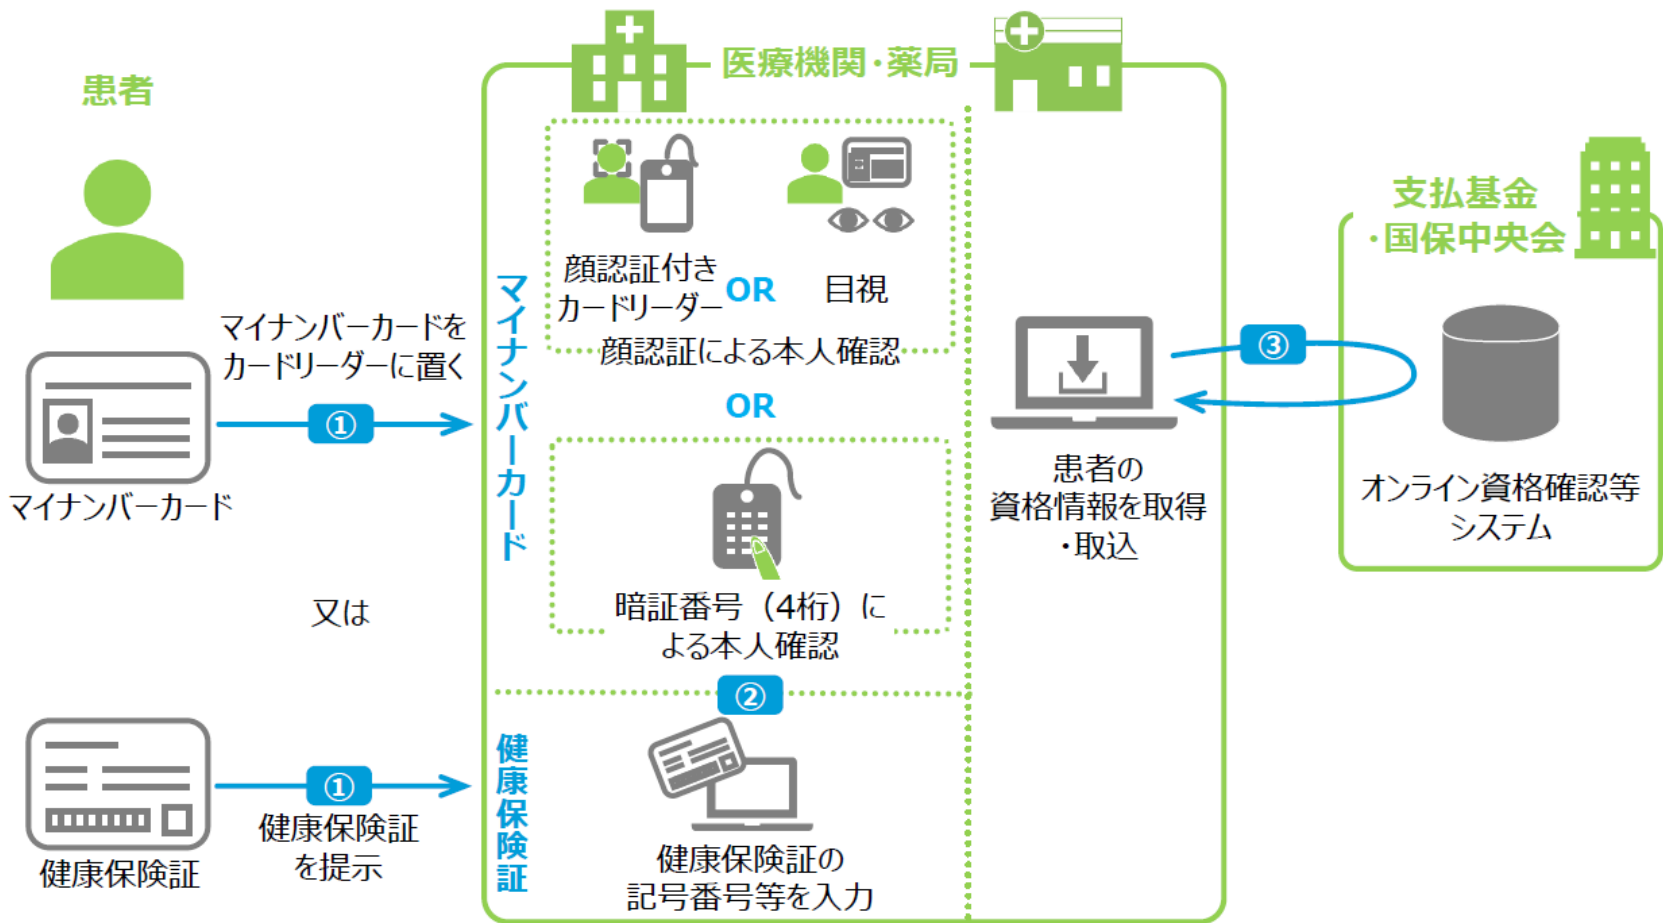 患者
マイナンバーカードを
カードリーダーに置く
①
マイナンバーカード
又は
①
健康保険証
を提示
健康保険証
医療機関・薬局
マイナンバーカード
顔認証付き
カードリーダー
OR
目視
顔認証による本人確認
OR
暗証番号（4桁）に
よる本人確認
②
健康保険証
健康保険証の
記号番号等を入力
患者の
資格情報を取得
・取込
③
支払基金
・国保中央会
オンライン資格確認等
システム